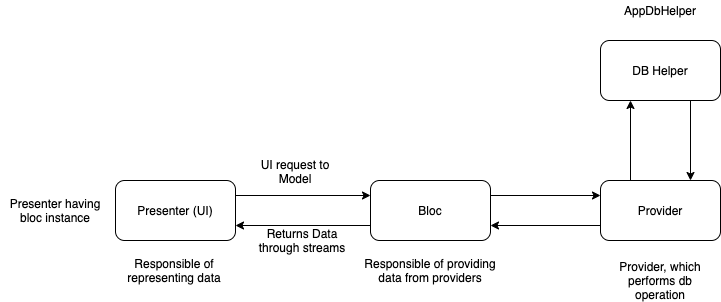 AppDbHelper
DB Helper
UI request to
Model
Presenter having
bloc instance
Presenter (UI)
Bloc
Provider
Returns Data
through streams
Responsible of
representing data
Responsible of providing
data from providers
Provider, which
performs db
operation